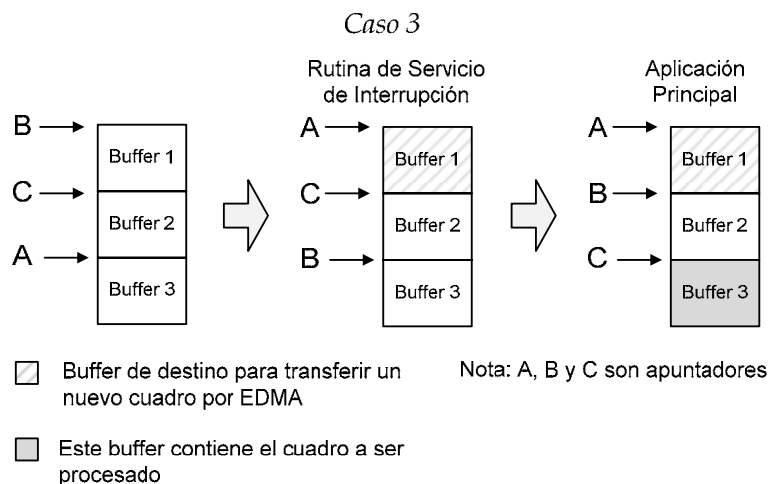 Caso 3
Rutina de Servicio
de Interrupción
Aplicación
Principal
B
C
A
Buffer 1
Buffer 2
Buffer 3
A
C
B
Buffer 1
Buffer 2
Buffer 3
A
B
C
Buffer 1
Buffer 2
Buffer 3
Buffer de destino para transferir un
nuevo cuadro por EDMA
Nota: A, B y C son apuntadores
Este buffer contiene el cuadro a ser
procesado